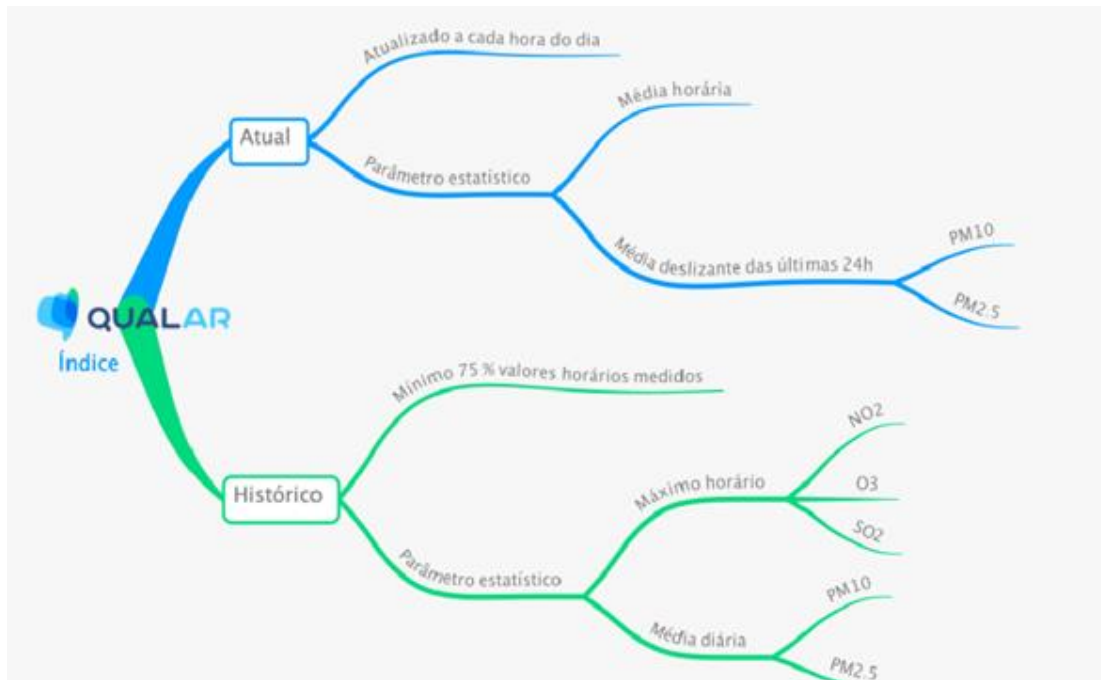 Atualizado a cada hora do dia
Média horária
Atual
Parâmetro estatístico
PM10
Média deslizante das últimas 24h
PM2.5
QUALAR
Índice
Mínimo 75 % valores horários medidos
NO2
Máximo horário
O3
Histórico
SO2
Parâmetro estatístico
PM10
Média diária
PM2.5